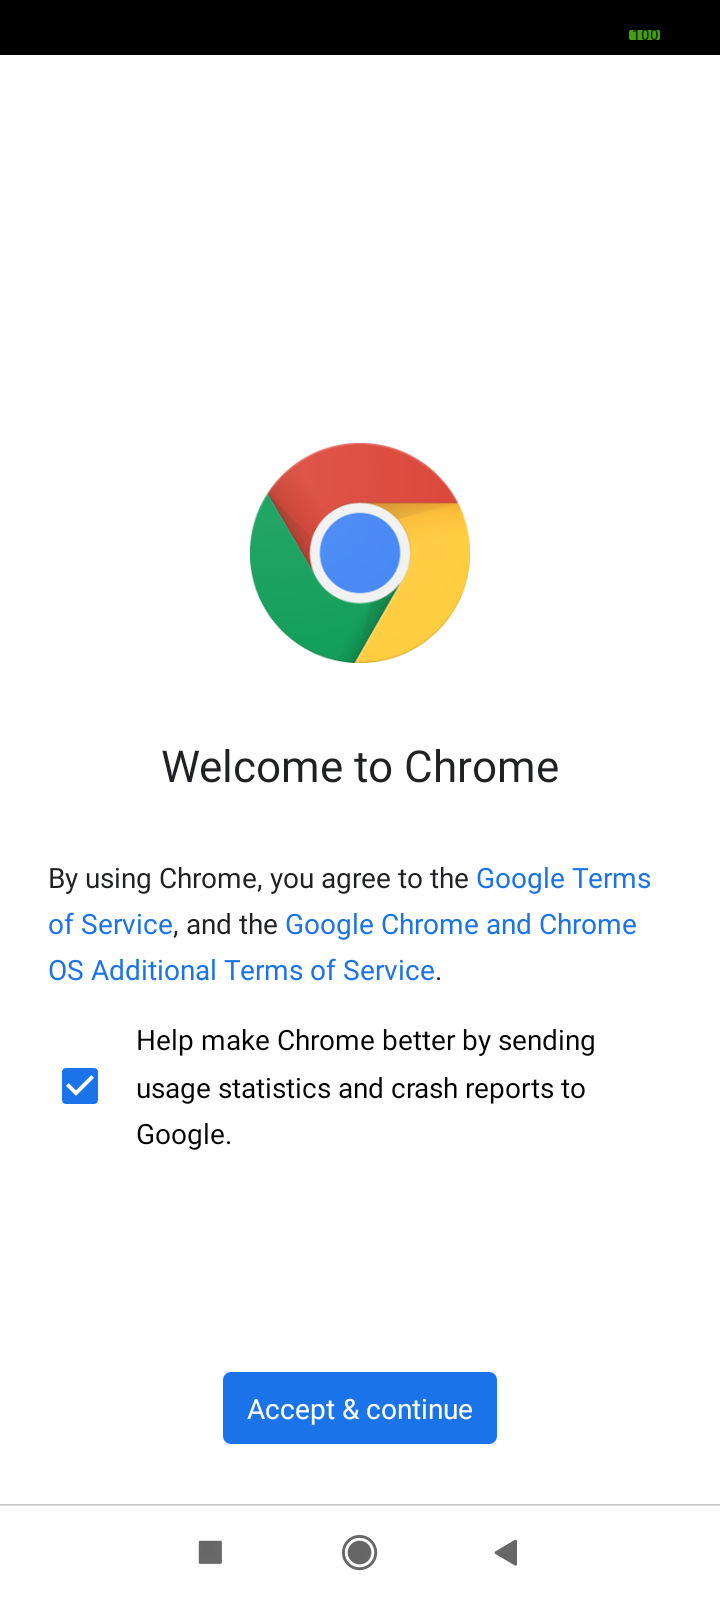 100
Welcome to Chrome
By using Chrome, you agree to the Google Terms
of Service, and the Google Chrome and Chrome
OS Additional Terms of Service.
Help make Chrome better by sending
usage statistics and crash reports to
Google.
Accept & continue